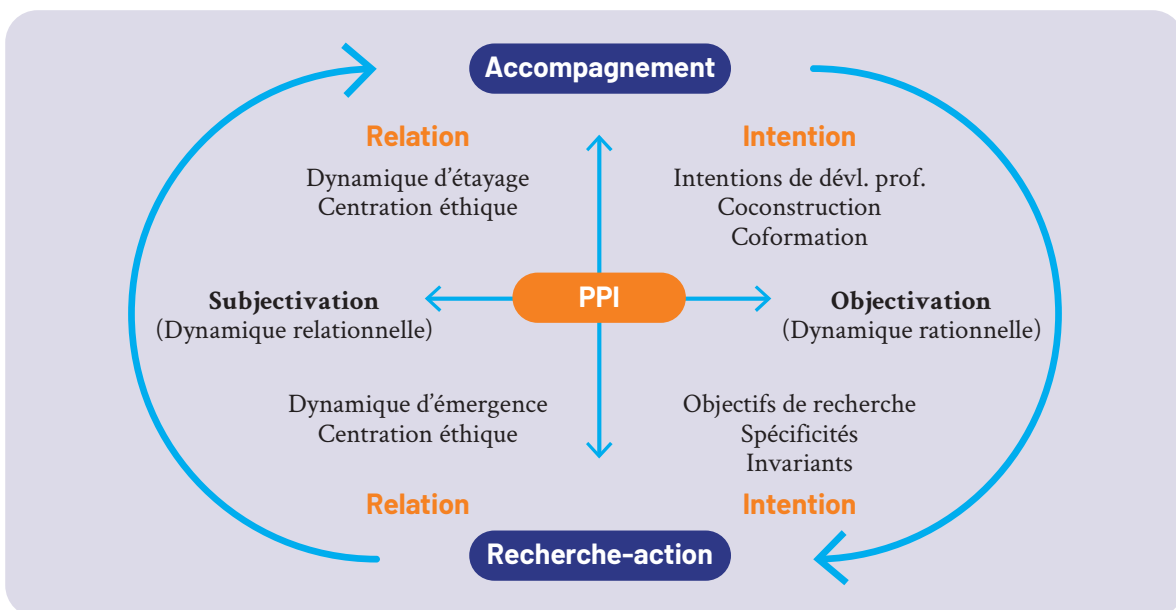 Accompagnement
Relation
Dynamique d’étayage
Centration éthique
Intention
Intentions de dévl. prof.
Coconstruction
Coformation
Subjectivation
(Dynamique relationnelle)
PPI
Objectivation
(Dynamique rationnelle)
Dynamique d’émergence
Centration éthique
Relation
Objectifs de recherche
Spécificités
Invariants
Intention
Recherche-action